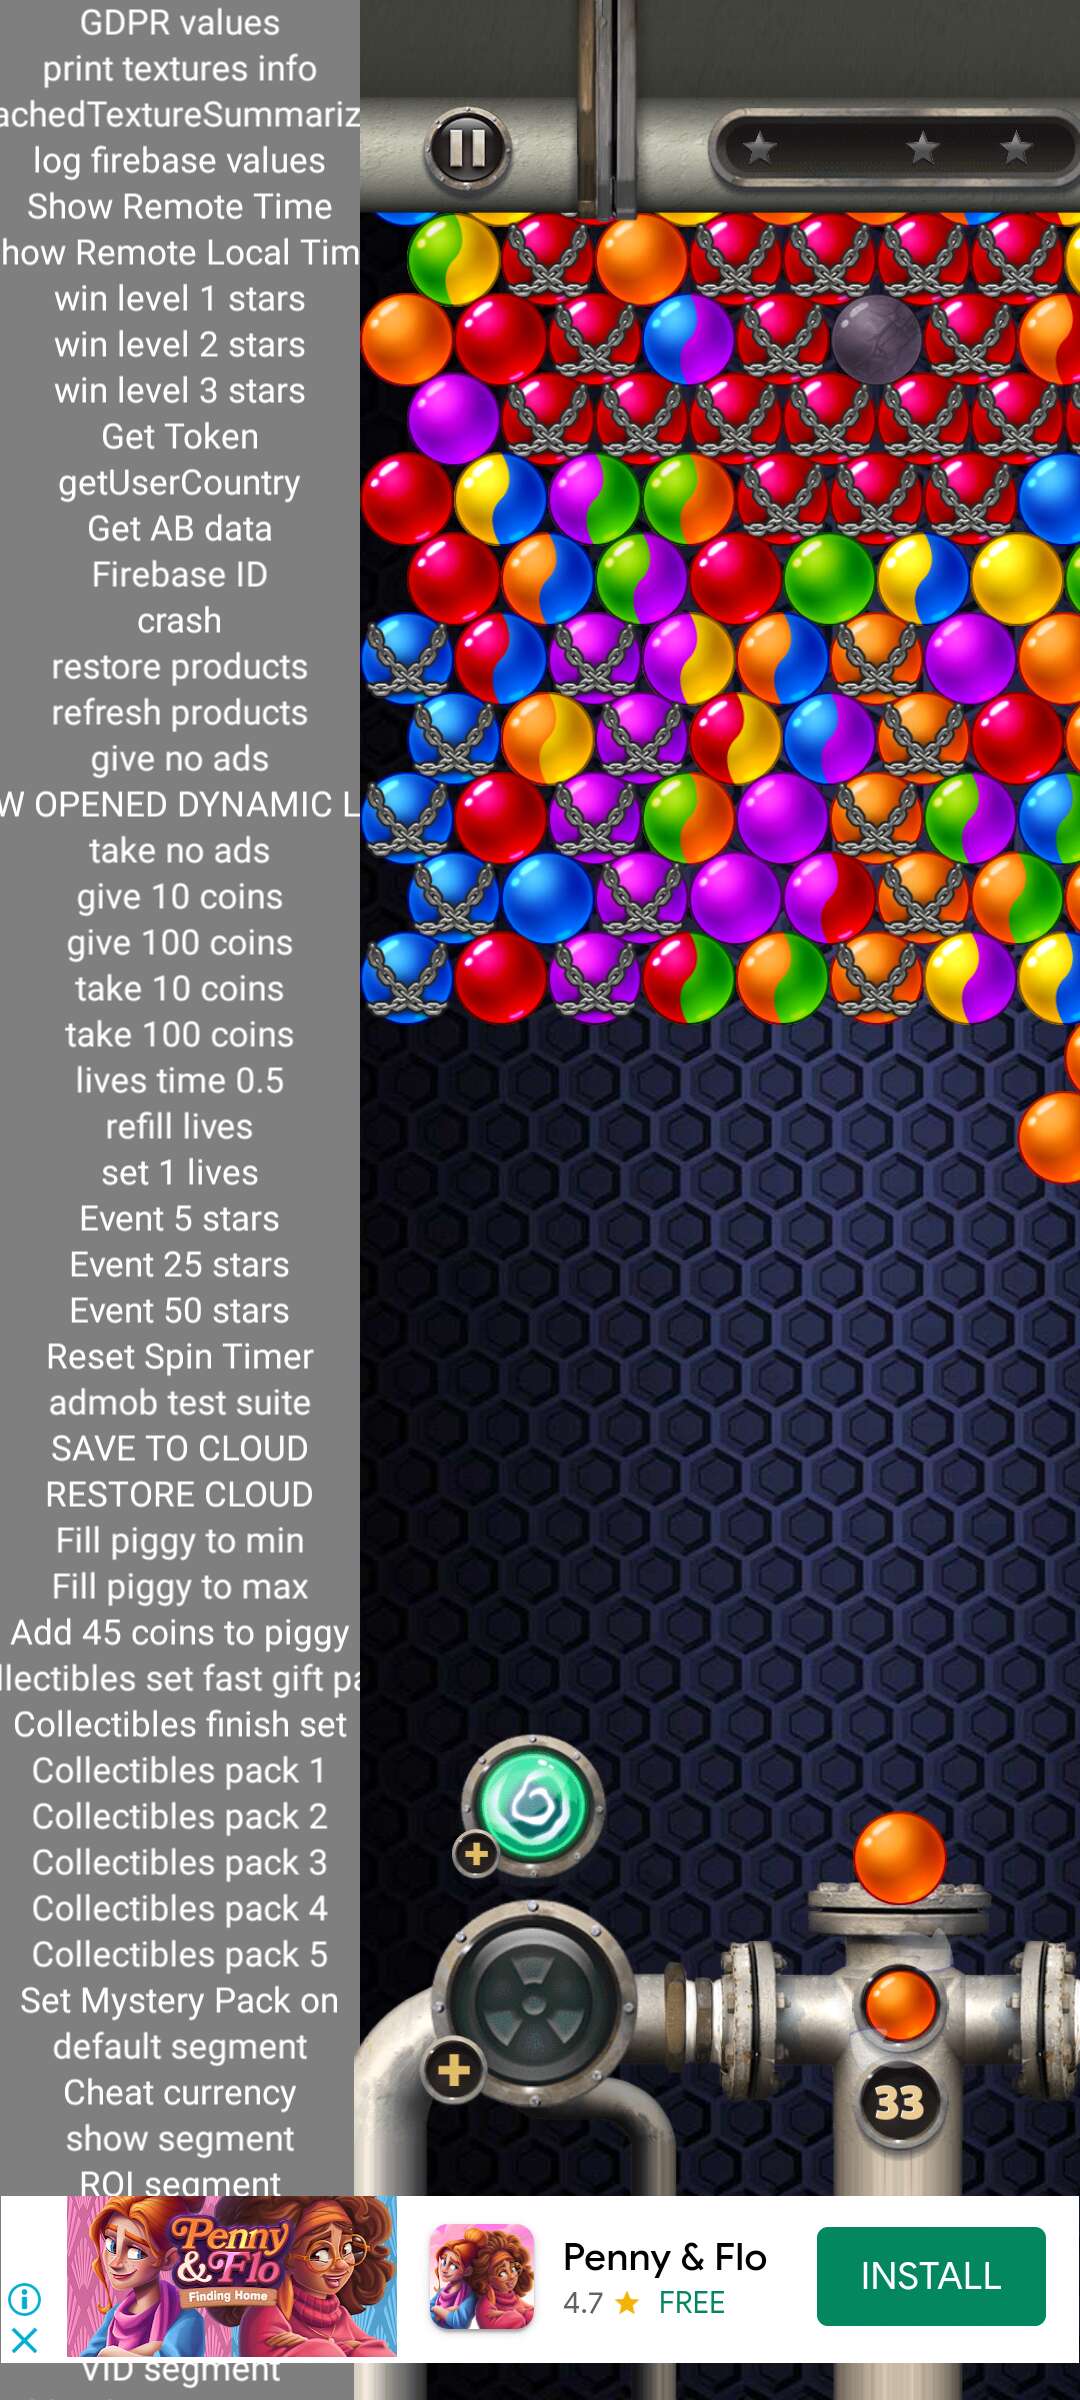 GDPR values
print textures info
achedTextureSummariz
log firebase values
Show Remote Time
how Remote Local Tim
win level 1 stars
win level 2 stars
win level 3 stars
Get Token
getUserCountry
Get AB data
Firebase ID
crash
restore products
refresh products
give no ads
W OPENED DYNAMIC L
take no ads
give 10 coins
give 100 coins
take 10 coins
take 100 coins
lives time 0.5
refill lives
set 1 lives
Event 5 stars
Event 25 stars
Event 50 stars
Reset Spin Timer
admob test suite
SAVE TO CLOUD
RESTORE CLOUD
Fill piggy to min
Fill piggy to max
Add 45 coins to piggy
llectibles set fast gift pa
Collectibles finish set
Collectibles pack 1
Collectibles pack 2
Collectibles pack 3
Collectibles pack 4
Collectibles pack 5
Set Mystery Pack on
default segment
Cheat currency
show segment
ROI segment
33
Penny
&Flo
Finding Home
Penny & Flo
4.7 ★ FREE
INSTALL
VID segment